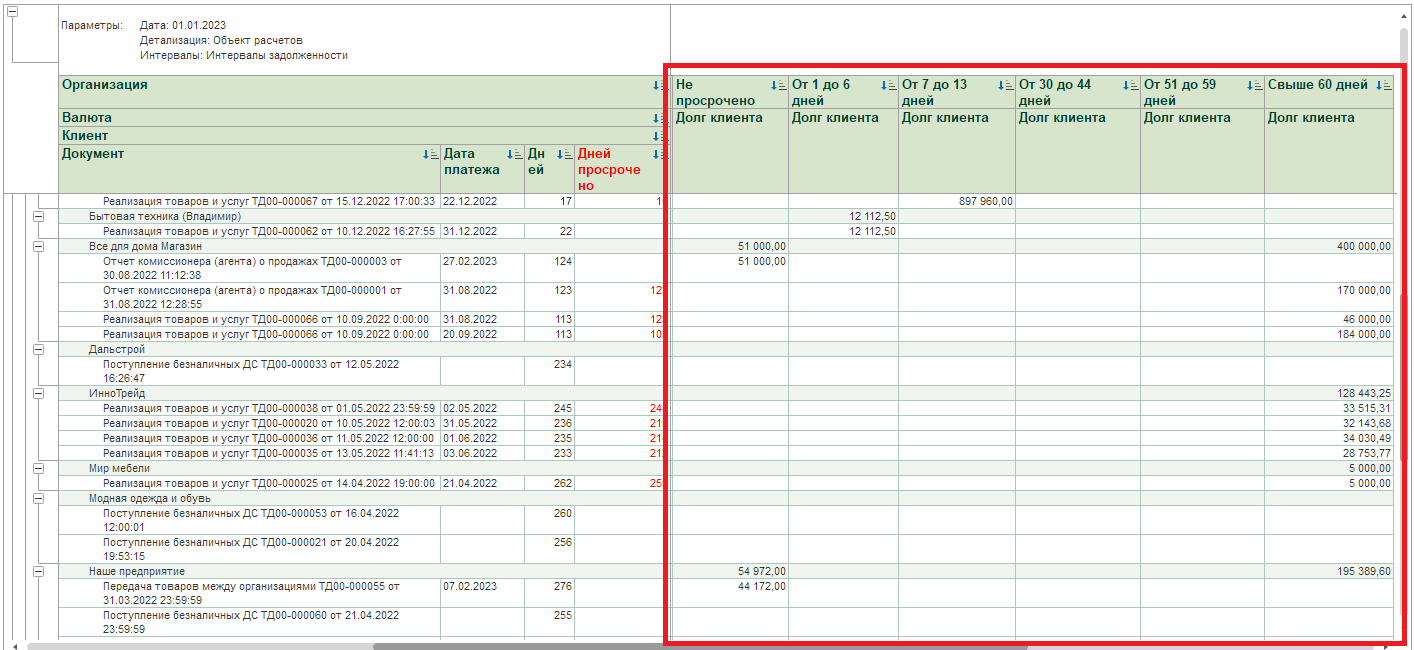 Параметры: Дата: 01.01.2023
Детализация: Объект расчетов
Интервалы: Интервалы задолженности
Организация Не просрочено От 1 до 6 дней От 7 до 13 дней От 30 до 44 дней От 51 до 59 дней Свыше 60 дней
Валюта Долг клиента Долг клиента Долг клиента Долг клиента Долг клиента Долг клиента
Клиент
Документ Дата платежа Дней Дней просрочено
Реализация товаров и услуг ТД00-000067 от 15.12.2022 17:00:33 22.12.2022 17 897 960,00
Бытовая техника (Владимир) 12 112,50
Реализация товаров и услуг ТД00-000062 от 10.12.2022 16:27:55 31.12.2022 22 12 112,50
Все для дома Магазин 51 000,00 400 000,00
Отчет комиссионера (агента) о продажах ТД00-000003 от 27.02.2023 124 51 000,00
30.08.2022 11:12:38
Отчет комиссионера (агента) о продажах ТД00-000001 от 31.08.2022 123 170 000,00
31.08.2022 12:28:55
Реализация товаров и услуг ТД00-000066 от 10.09.2022 0:00:00 31.08.2022 113 46 000,00
Реализация товаров и услуг ТД00-000066 от 10.09.2022 0:00:00 20.09.2022 113 184 000,00
Дальстрой
Поступление безналичных ДС ТД00-000033 от 12.05.2022 234
16:26:47
ИнноТрейд 128 443,25
Реализация товаров и услуг ТД00-000038 от 01.05.2022 23:59:59 02.05.2022 245 33 515,31
Реализация товаров и услуг ТД00-000020 от 10.05.2022 12:00:03 31.05.2022 236 32 143,68
Реализация товаров и услуг ТД00-000036 от 11.05.2022 12:00:00 01.06.2022 235 34 030,49
Реализация товаров и услуг ТД00-000035 от 13.05.2022 11:41:13 03.06.2022 233 28 753,77
Мир мебели 5 000,00
Реализация товаров и услуг ТД00-000025 от 14.04.2022 19:00:00 21.04.2022 262 5 000,00
Модная одежда и обувь
Поступление безналичных ДС ТД00-000053 от 16.04.2022 260
12:00:01
Поступление безналичных ДС ТД00-000021 от 20.04.2022 256
19:53:15
Наше предприятие 54 972,00 195 389,60
Передача товаров между организациями ТД00-000055 от 07.02.2023 276 44 172,00
31.03.2022 23:59:59
Поступление безналичных ДС ТД00-000060 от 21.04.2022 255
23:59:59